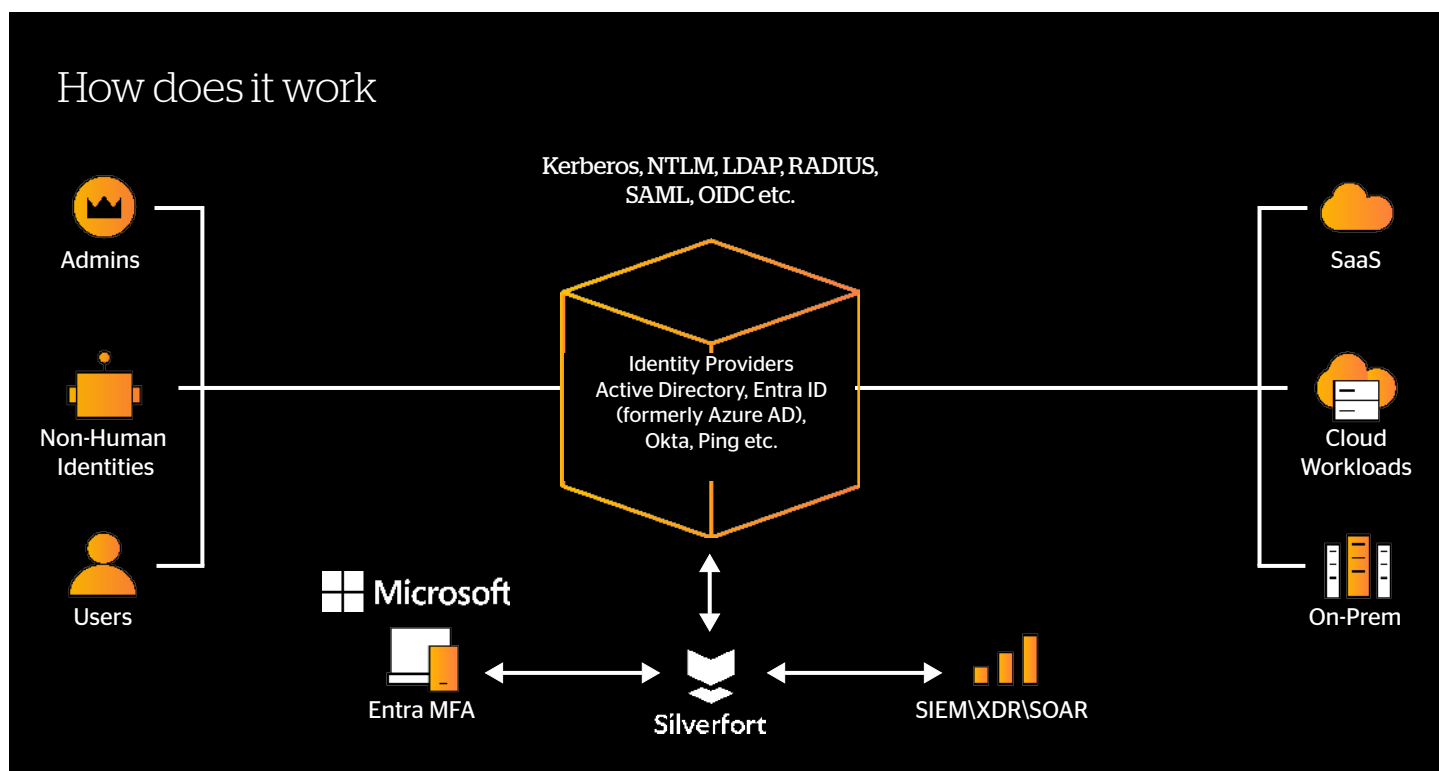 How does it work
Kerberos, NTLM, LDAP, RADIUS,
SAML, OIDC etc.
Admins
Non-Human
Identities
Users
Identity Providers
Active Directory, Entra ID
(formerly Azure AD),
Okta, Ping etc.
SaaS
Cloud
Workloads
On-Prem
Microsoft
Entra MFA
Silverfort
SIEM\XDR\SOAR